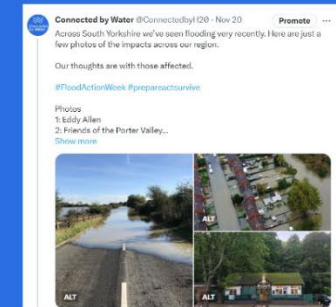 Connected by Water @ConnectedbyH20 · Nov 20 Promote ...
Across South Yorkshire we've seen flooding very recently. Here are just a
few photos of the impacts across our region.
Our thoughts are with those affected.
#FloodActionWeek #prepareactsurvive
Photos
1: Eddy Allen
2: Friends of the Porter Valley...
Show more
ALT
ALT
ALT